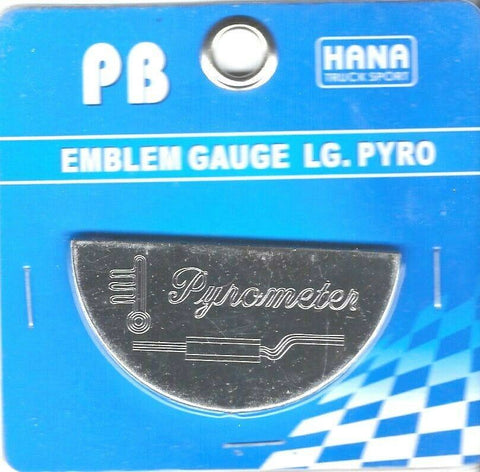 PB
HANA
TRUCK SPORT
EMBLEM GAUGE LG. PYRO
Pyrometer